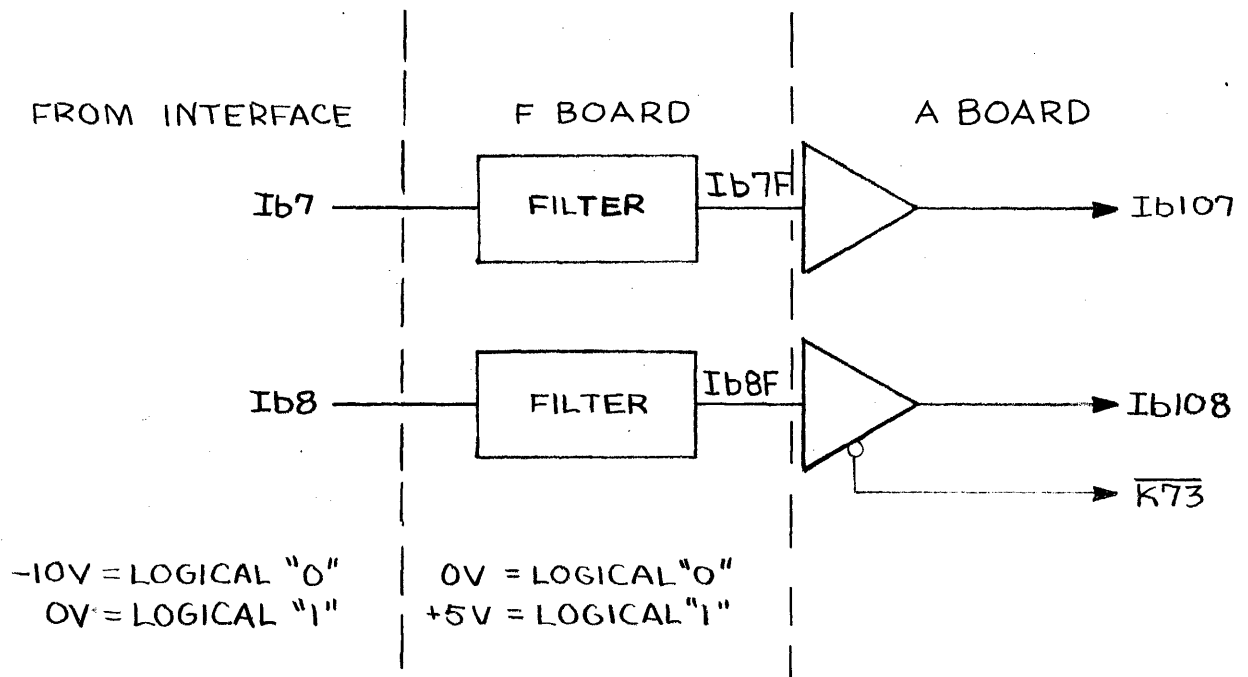 FROM INTERFACE
F BOARD
A BOARD
Ib7
FILTER
Ib7F
Ib107
Ib8
FILTER
Ib8F
Ib108
K73
-10V = LOGICAL "0"
0V = LOGICAL "1"
0V = LOGICAL "0"
+5V = LOGICAL "1"